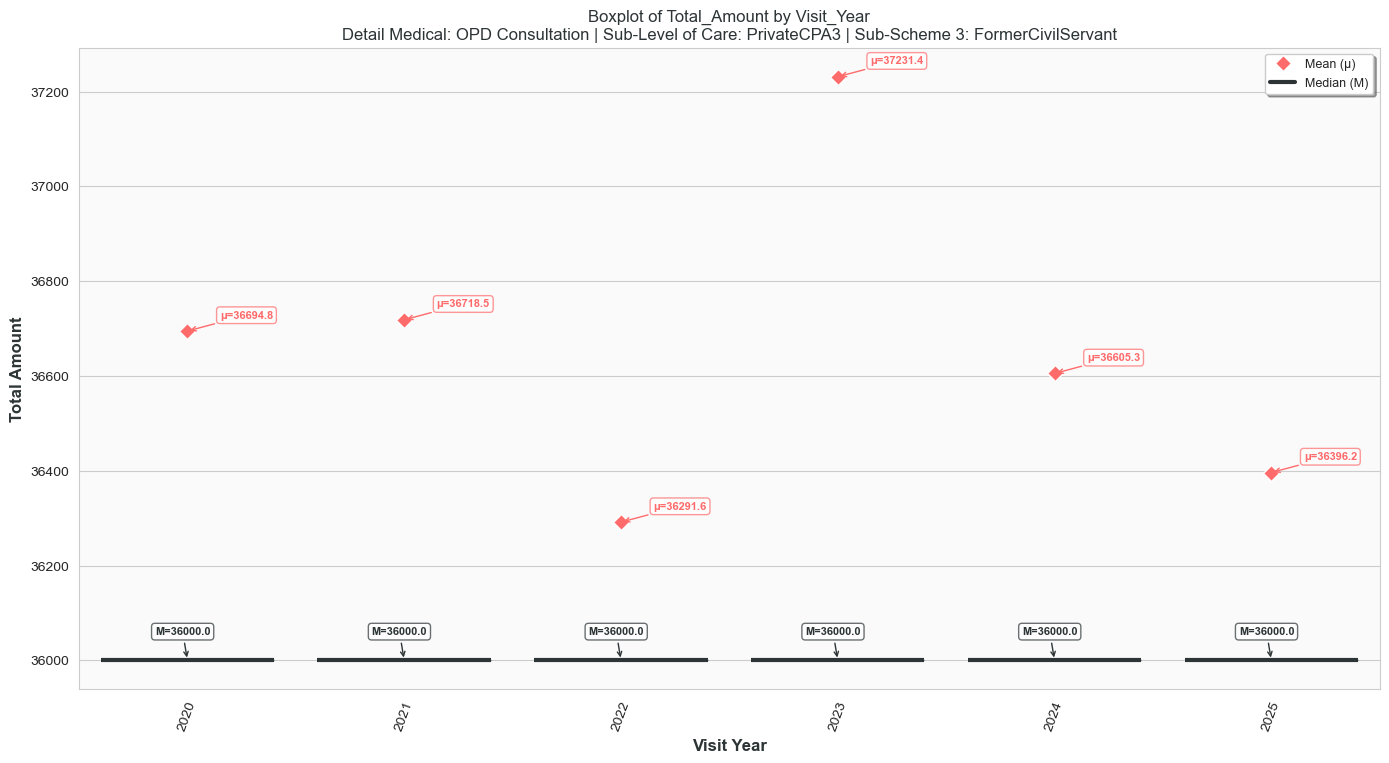 Boxplot of Total_Amount by Visit_Year
Detail Medical: OPD Consultation | Sub-Level of Care: PrivateCPA3 | Sub-Scheme 3: FormerCivilServant
Mean (μ)
Median (M)
Total Amount
37200
37000
36800
36600
36400
36200
36000
μ=36694.8
μ=36718.5
μ=36291.6
μ=37231.4
μ=36605.3
μ=36396.2
M=36000.0
M=36000.0
M=36000.0
M=36000.0
M=36000.0
M=36000.0
2020
2021
2022
2023
2024
2025
Visit Year